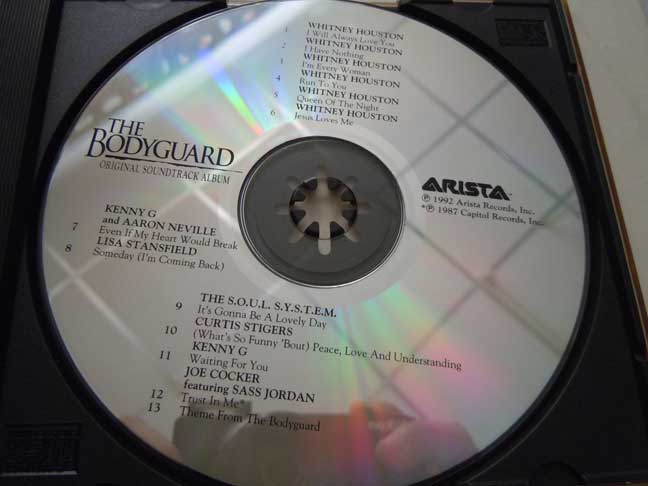 1 WHITNEY HOUSTON
I Will Always Love You
2 WHITNEY HOUSTON
I Have Nothing
3 WHITNEY HOUSTON
I'm Every Woman
4 WHITNEY HOUSTON
Run To You
5 WHITNEY HOUSTON
Queen Of The Night
6 WHITNEY HOUSTON
Jesus Loves Me
THE
BODYGUARD
ORIGINAL SOUNDTRACK ALBUM
ARISTA
℗ 1992 Arista Records, Inc.
*℗ 1987 Capitol Records, Inc.
KENNY G
7 and AARON NEVILLE
Even If My Heart Would Break
8 LISA STANSFIELD
Someday (I'm Coming Back)
9 THE S.O.U.L. S.Y.S.T.E.M.
It's Gonna Be A Lovely Day
10 CURTIS STIGERS
(What's So Funny 'Bout) Peace, Love And Understanding
11 KENNY G
Waiting For You
JOE COCKER
featuring SASS JORDAN
12 Trust In Me*
13 Theme From The Bodyguard